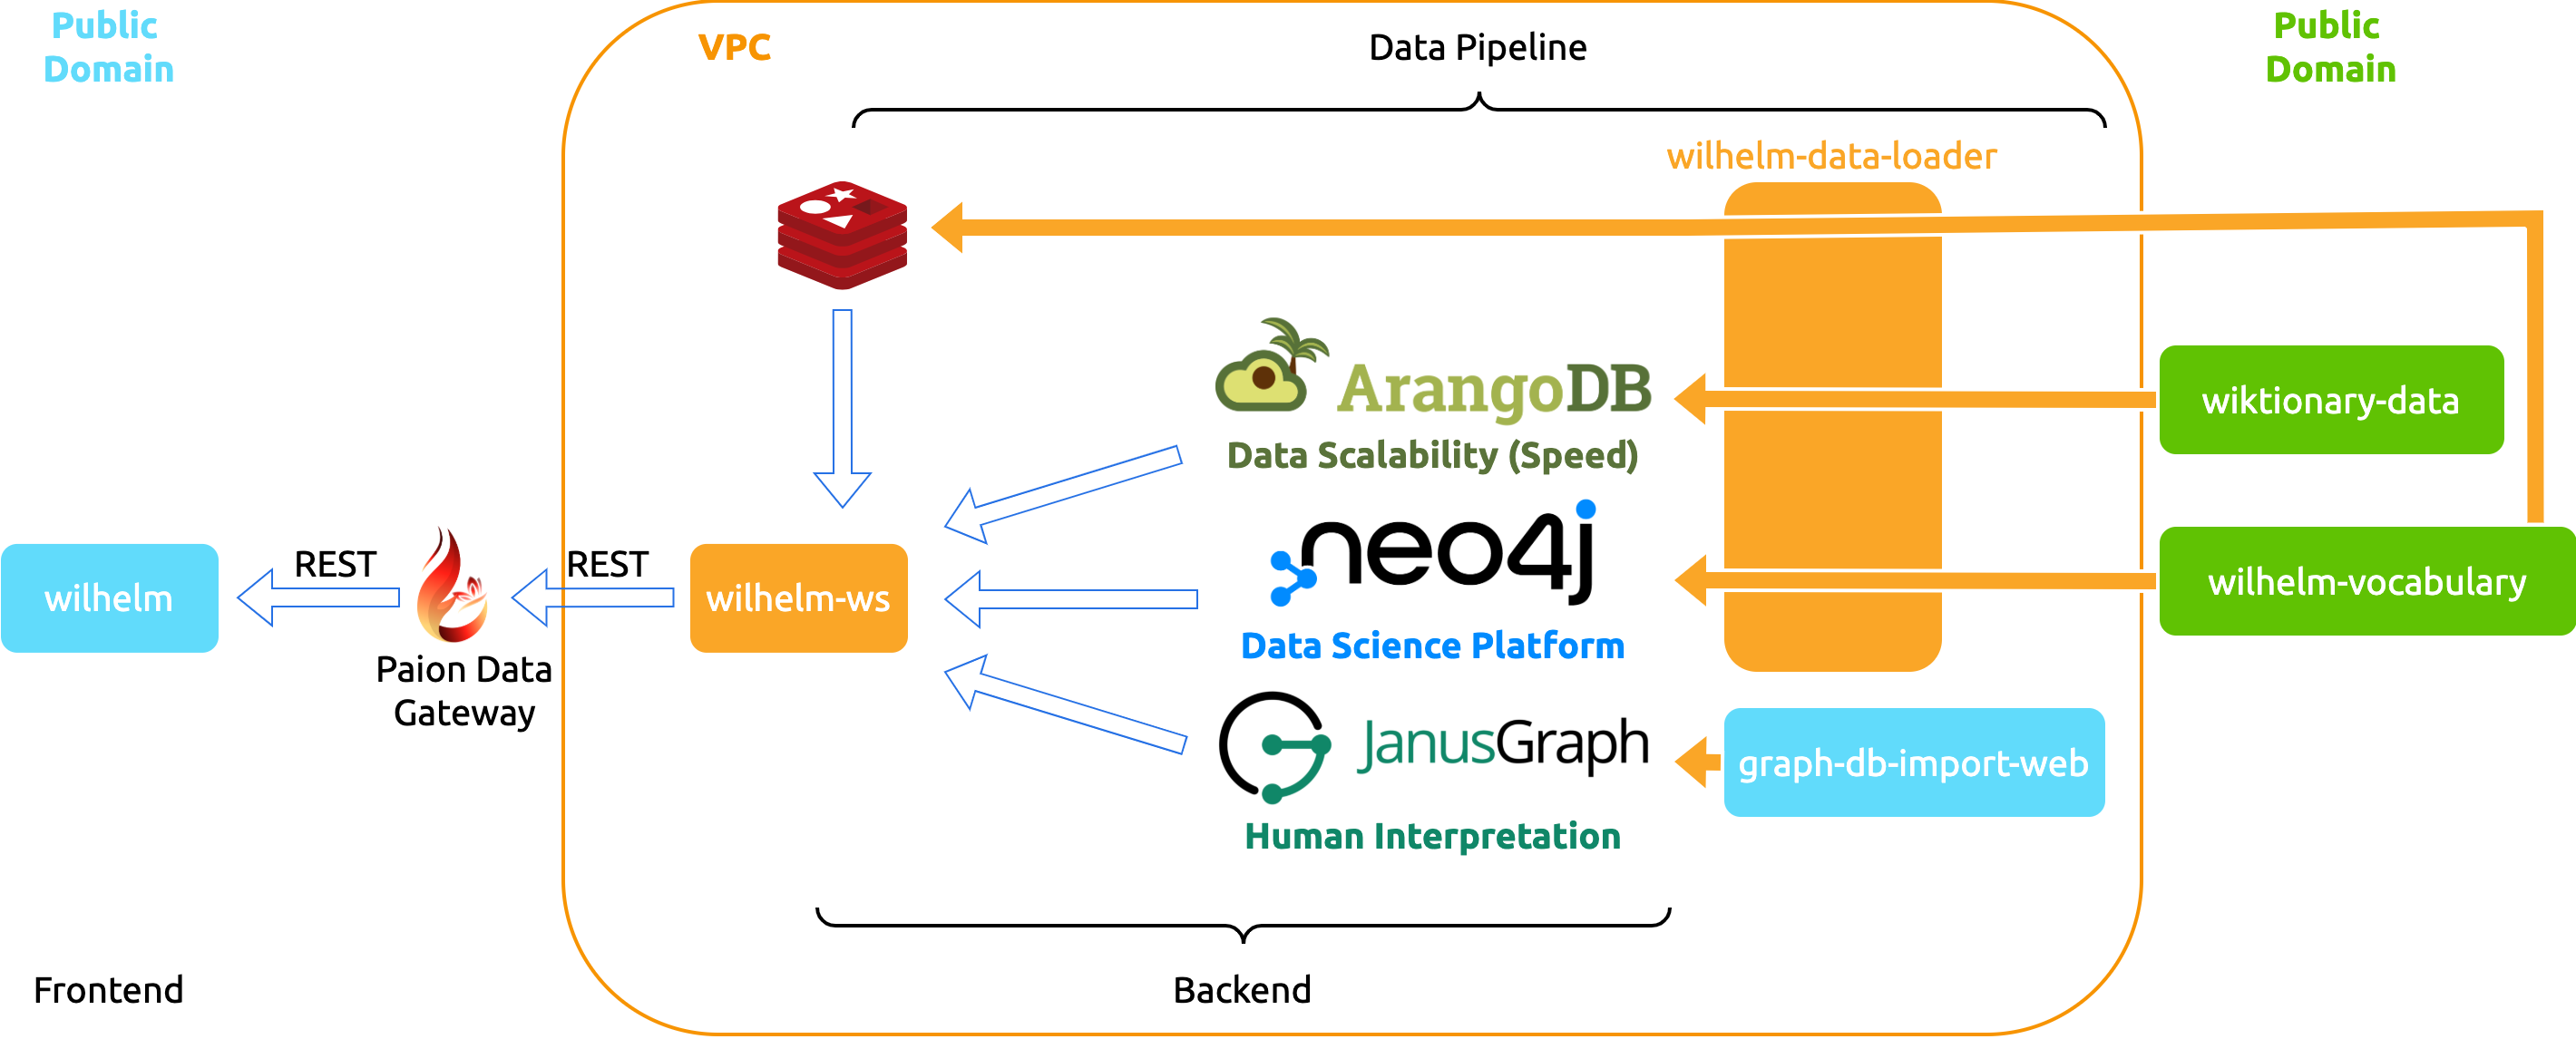 Public
Domain
VPC
Data Pipeline
Public
Domain
wilhelm-data-loader
ArangoDB
Data Scalability (Speed)
wiktionary-data
neo4j
Data Science Platform
wilhelm-vocabulary
wilhelm
REST
REST
wilhelm-ws
Paion Data
Gateway
JanusGraph
Human Interpretation
graph-db-import-web
Frontend
Backend